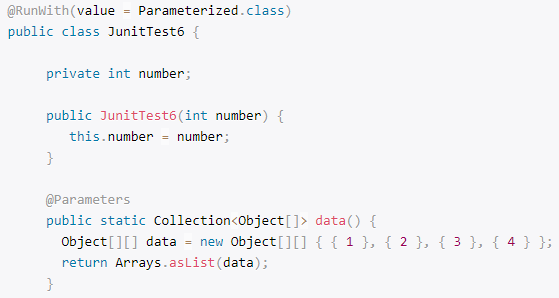 @RunWith(value = Parameterized.class)
public class JunitTest6 {
private int number;
public JunitTest6(int number) {
this.number = number;
}
@Parameters
public static Collection<Object[]> data() {
Object[][] data = new Object[][] { { 1 }, { 2 }, { 3 }, { 4 } };
return Arrays.asList(data);
}